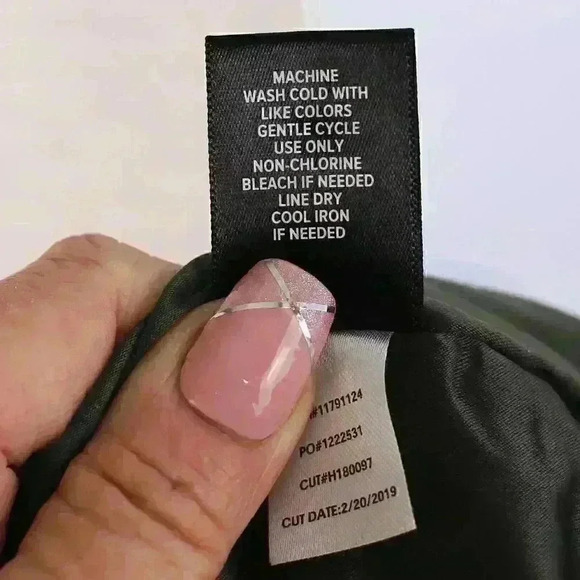 MACHINE
WASH COLD WITH
LIKE COLORS
GENTLE CYCLE
USE ONLY
NON-CHLORINE
BLEACH IF NEEDED
LINE DRY
COOL IRON
IF NEEDED
#11791124
PO#1222531
CUT#H180097
CUT DATE:2/20/2019